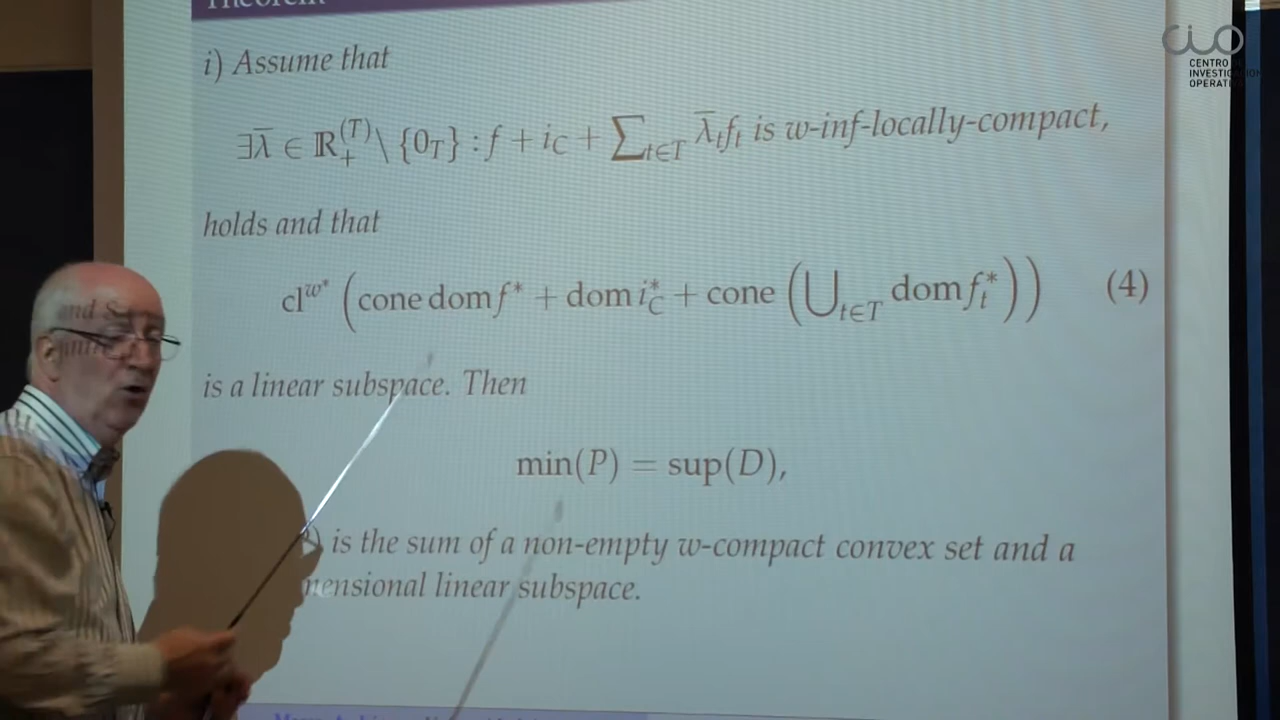 Theorem
i) Assume that
∃λ̄ ∈ ℝ₊^(T) \ {0_T} : f + i_C + ∑_{t∈T} λ̄_t f_t is w-inf-locally-compact,
holds and that
cl^{w*} ( cone dom f* + dom i*_C + cone ( ⋃_{t∈T} dom f*_t ) ) (4)
is a linear subspace. Then
min(P) = sup(D),
) is the sum of a non-empty w-compact convex set and a
mensional linear subspace.
CIO
CENTRO DE
INVESTIGACIÓN
OPERATIVA